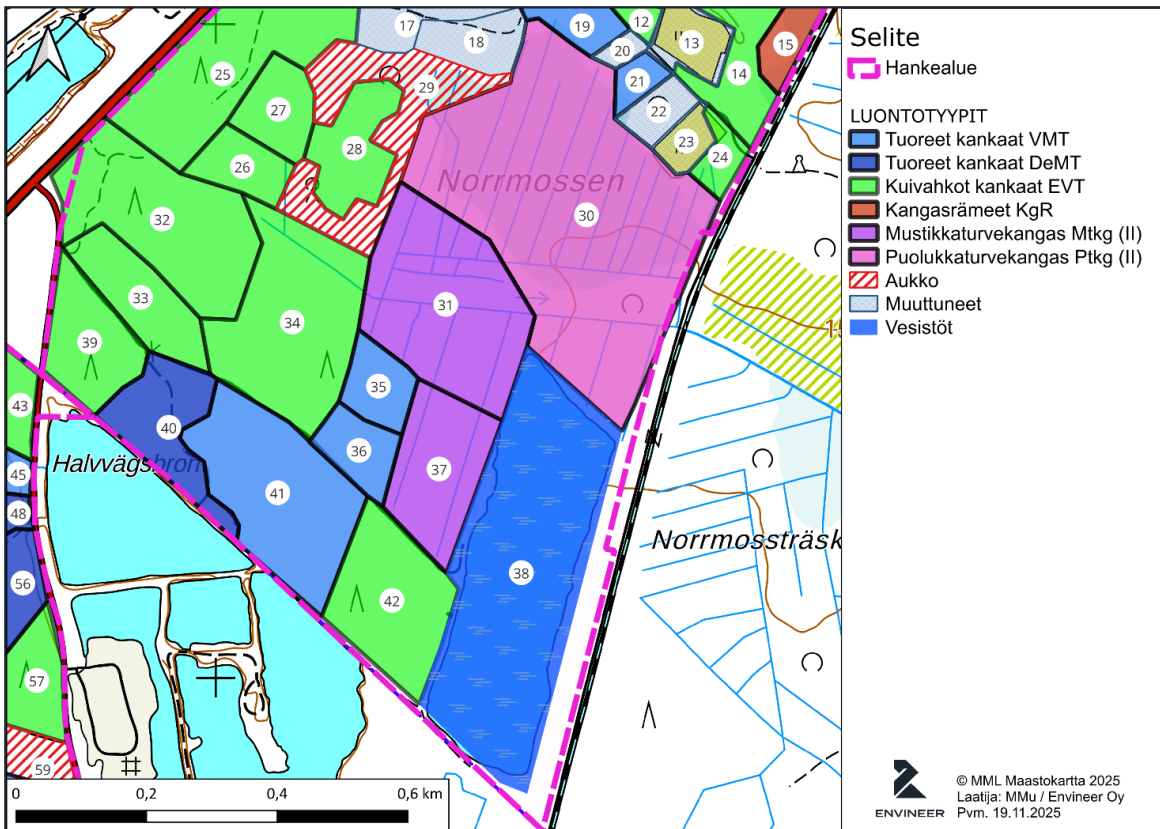 17
18
19
12
13
15
20
25
21
14
29
27
22
23
28
24
26
Norrmossen
30
32
31
33
34
39
35
43
40
36
Halvvägsbron
37
45
41
48
Norrmossträsk
38
56
42
57
59
0 0,2 0,4 0,6 km
Selite
Hankealue
LUONTOTYYPIT
Tuoreet kankaat VMT
Tuoreet kankaat DeMT
Kuivahkot kankaat EVT
Kangasrämeet KgR
Mustikkaturvekangas Mtkg (II)
Puolukkaturvekangas Ptkg (II)
Aukko
Muuttuneet
Vesistöt
ENVINEER
© MML Maastokartta 2025
Laatija: MMu / Envineer Oy
Pvm. 19.11.2025